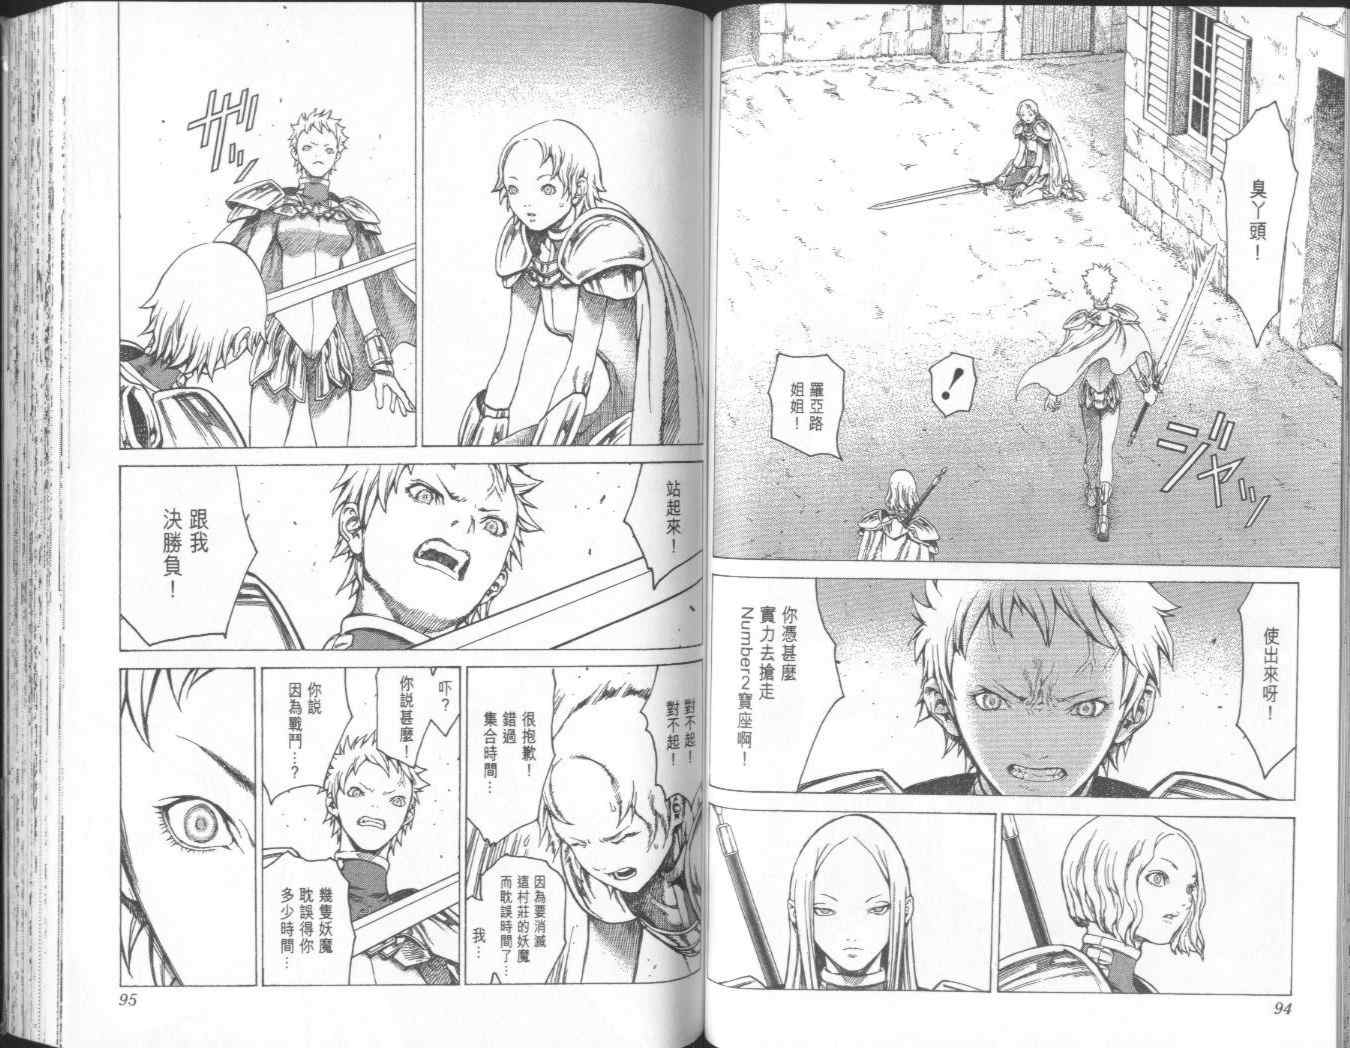 臭丫頭！
！
羅亞路
姐姐！
ジャッ
使出來呀！
你憑甚麼
實力去搶走
Number2寶座啊！
94
ザッ
站起來！
跟我
決勝負！
對不起！
對不起！
很抱歉！
錯過
集合時間…
因為要消滅
這村莊的妖魔
而耽誤時間了…
我…
吓？
你說甚麼！
你說
因為戰鬥…？
幾隻妖魔
耽誤得你
多少時間…
95